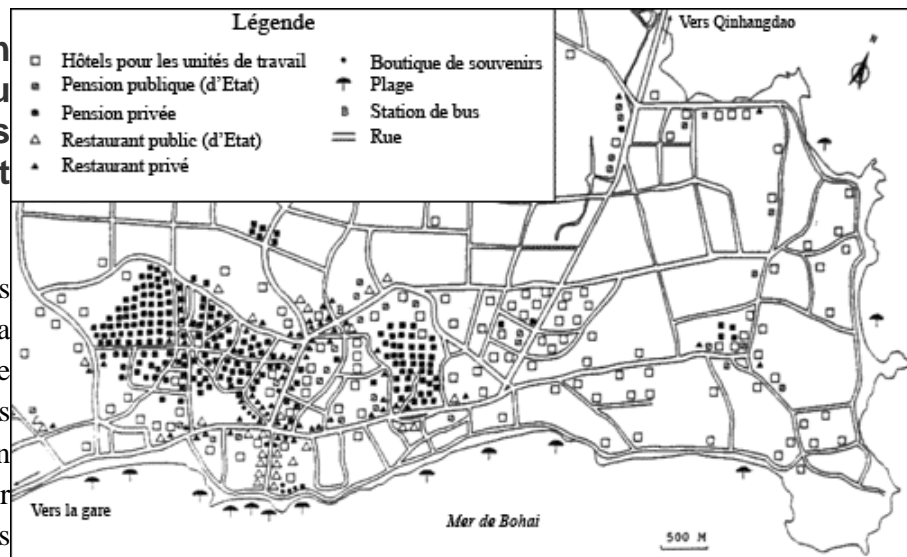 Légende
Hôtels pour les unités de travail
Pension publique (d'Etat)
Pension privée
Restaurant public (d'Etat)
Restaurant privé
Boutique de souvenirs
Plage
B Station de bus
Rue
Vers Qinhangdao
N
n
u
s
t
s
a
e
s
n
r
s
Vers la gare
Mer de Bohai
500 M